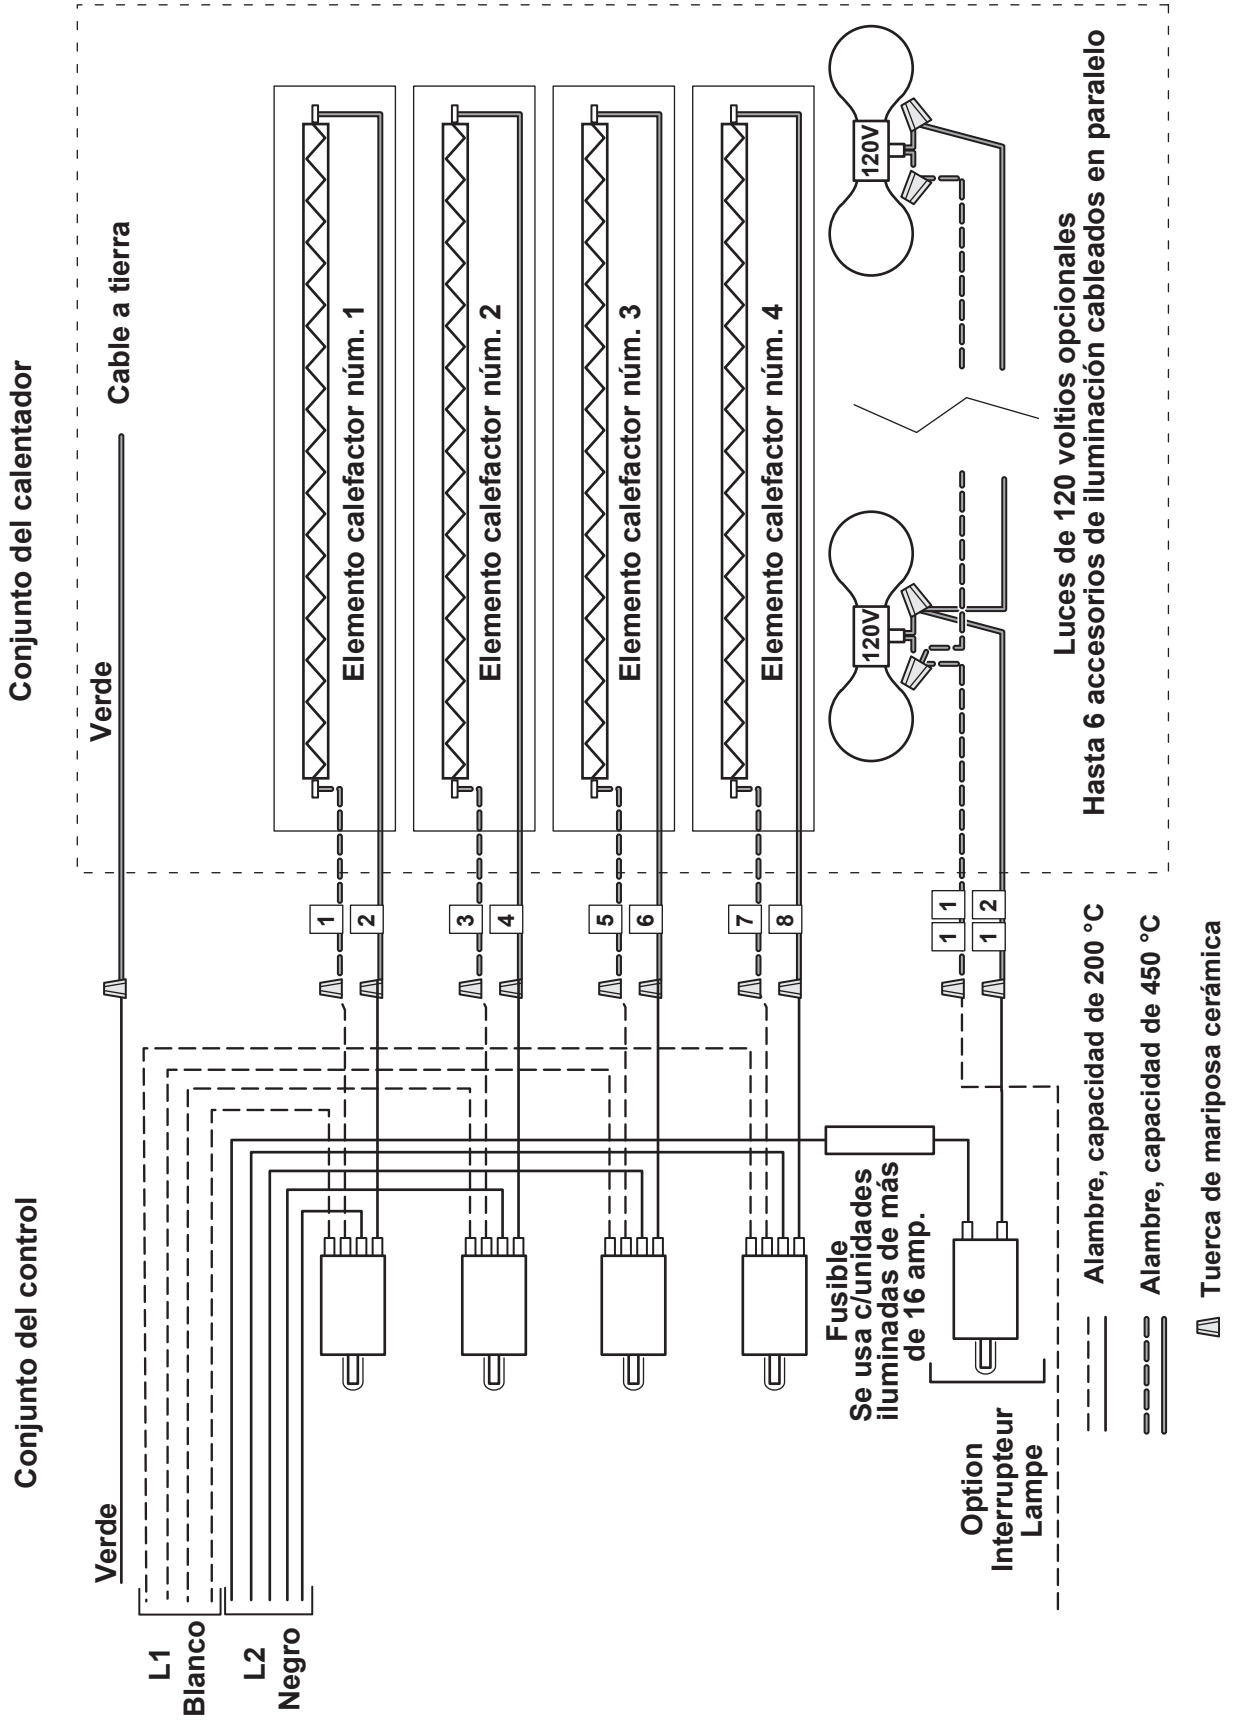 Conjunto del control
Conjunto del calentador
Verde
Verde
Cable a tierra
L1
Blanco
L2
Negro
1
2
Elemento calefactor núm. 1
3
4
Elemento calefactor núm. 2
5
6
Elemento calefactor núm. 3
7
8
Elemento calefactor núm. 4
Fusible
Se usa c/unidades
iluminadas de más
de 16 amp.
120V
120V
1 1
1 2
Option
Interrupteur
Lampe
Luces de 120 voltios opcionales
Hasta 6 accesorios de iluminación cableados en paralelo
Alambre, capacidad de 200 °C
Alambre, capacidad de 450 °C
Tuerca de mariposa cerámica